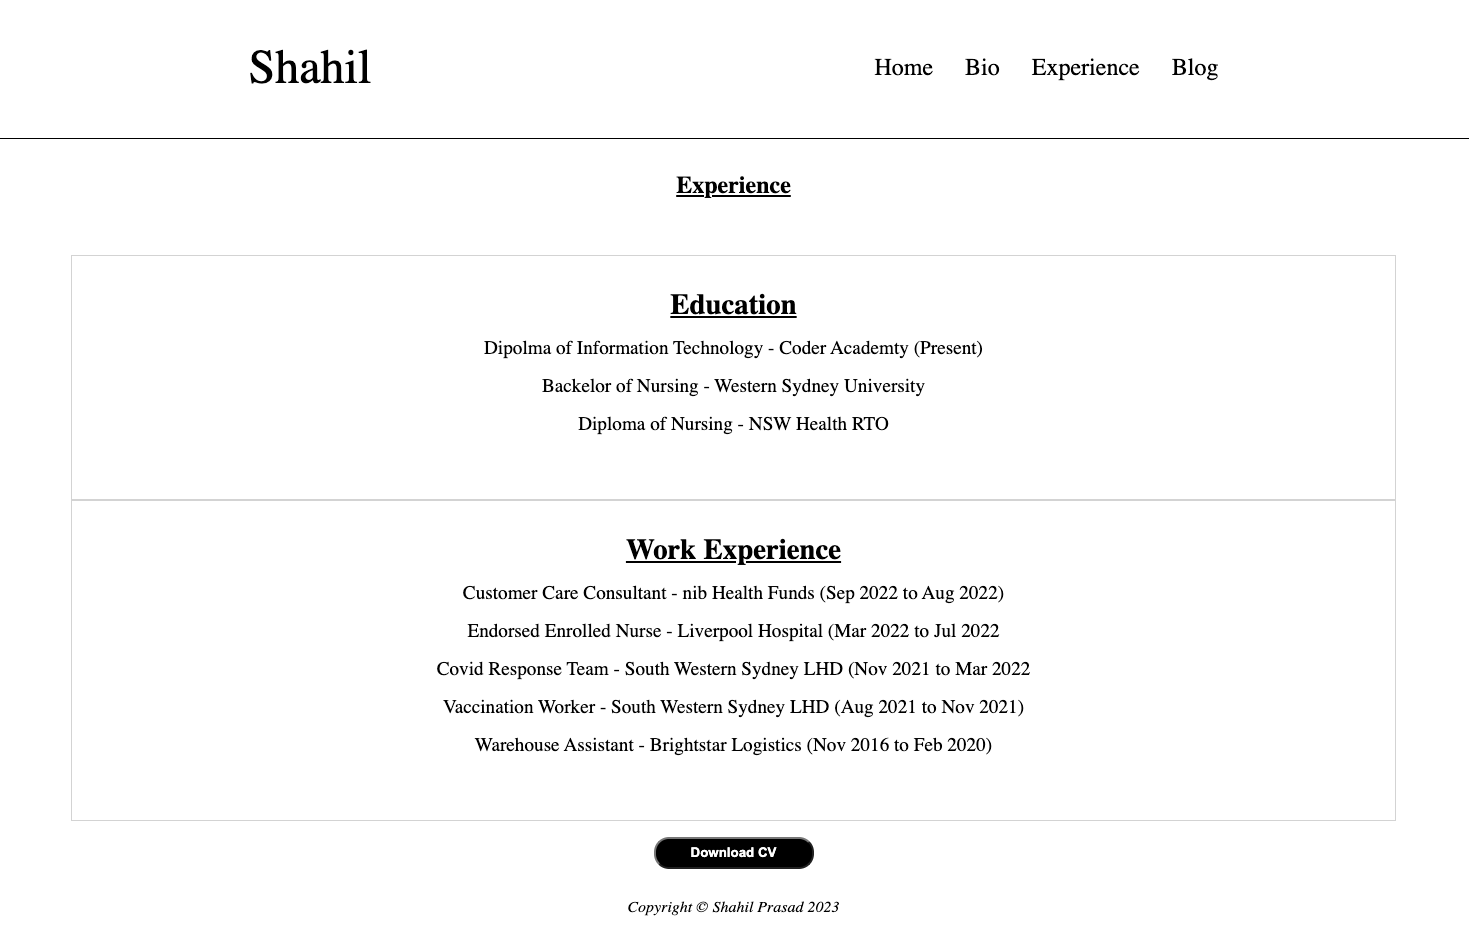 Shahil
Home Bio Experience Blog
Experience
Education
Dipolma of Information Technology - Coder Academty (Present)
Backelor of Nursing - Western Sydney University
Diploma of Nursing - NSW Health RTO
Work Experience
Customer Care Consultant - nib Health Funds (Sep 2022 to Aug 2022)
Endorsed Enrolled Nurse - Liverpool Hospital (Mar 2022 to Jul 2022
Covid Response Team - South Western Sydney LHD (Nov 2021 to Mar 2022
Vaccination Worker - South Western Sydney LHD (Aug 2021 to Nov 2021)
Warehouse Assistant - Brightstar Logistics (Nov 2016 to Feb 2020)
Download CV
Copyright © Shahil Prasad 2023